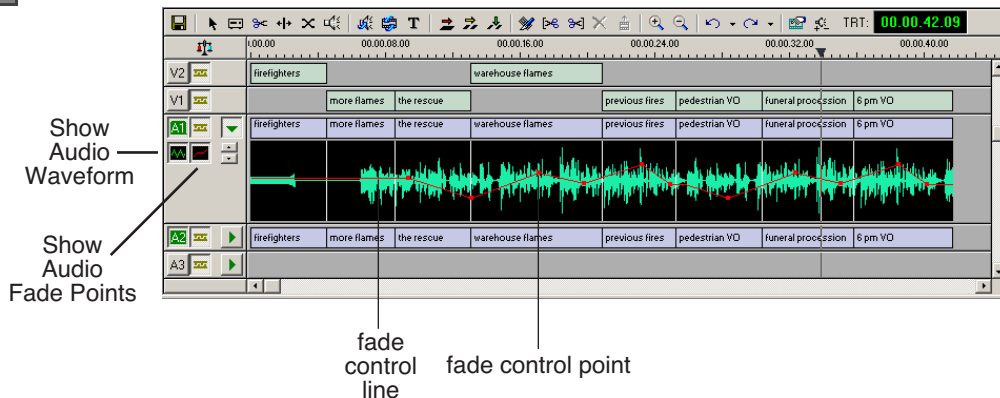 T TRT: 00.00.42.09
:00.00 00.00.08.00 00.00.16.00 00.00.24.00 00.00.32.00 00.00.40.00
V2 firefighters warehouse flames
V1 more flames the rescue previous fires pedestrian VO funeral procession 6 pm VO
A1 firefighters more flames the rescue warehouse flames previous fires pedestrian VO funeral procession 6 pm VO
Show
Audio
Waveform
A2 firefighters more flames the rescue warehouse flames previous fires pedestrian VO funeral procession 6 pm VO
A3
Show
Audio
Fade Points
fade
control
line
fade control point